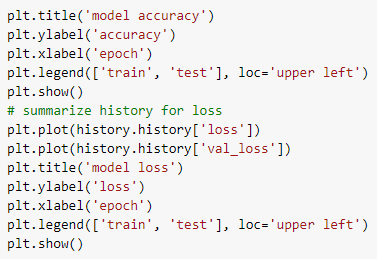 plt.title('model accuracy')
plt.ylabel('accuracy')
plt.xlabel('epoch')
plt.legend(['train', 'test'], loc='upper left')
plt.show()
# summarize history for loss
plt.plot(history.history['loss'])
plt.plot(history.history['val_loss'])
plt.title('model loss')
plt.ylabel('loss')
plt.xlabel('epoch')
plt.legend(['train', 'test'], loc='upper left')
plt.show()